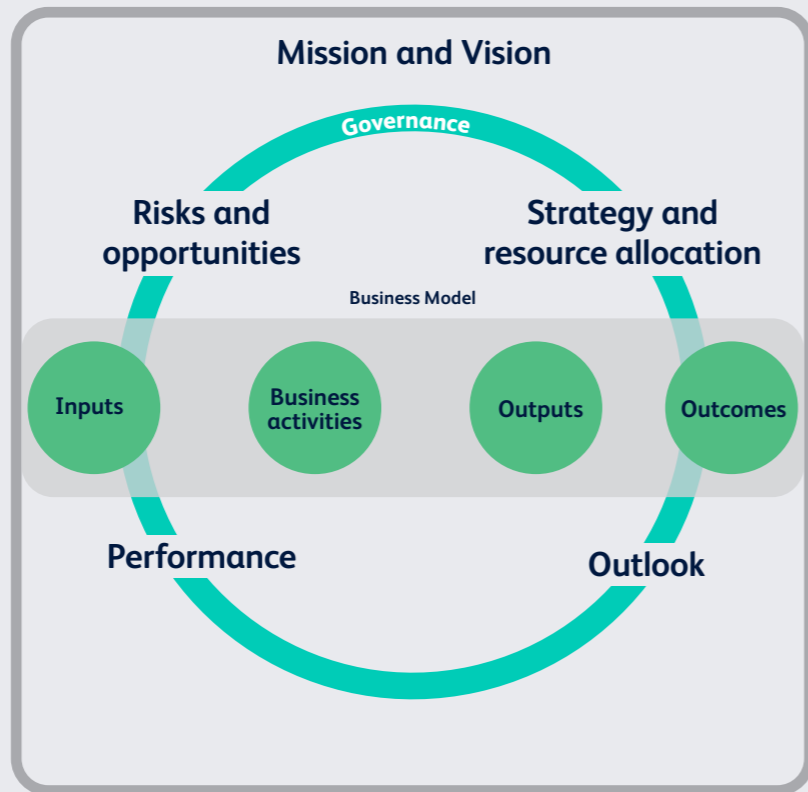 Mission and Vision
Governance
Risks and
opportunities
Strategy and
resource allocation
Business Model
Inputs
Business
activities
Outputs
Outcomes
Performance
Outlook